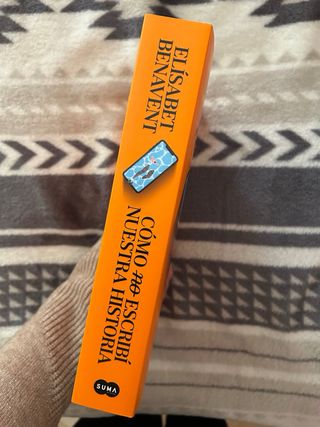 ELÍSABET
BENAVENT
CÓMO no ESCRIBÍ
NUESTRA HISTORIA
SUMA